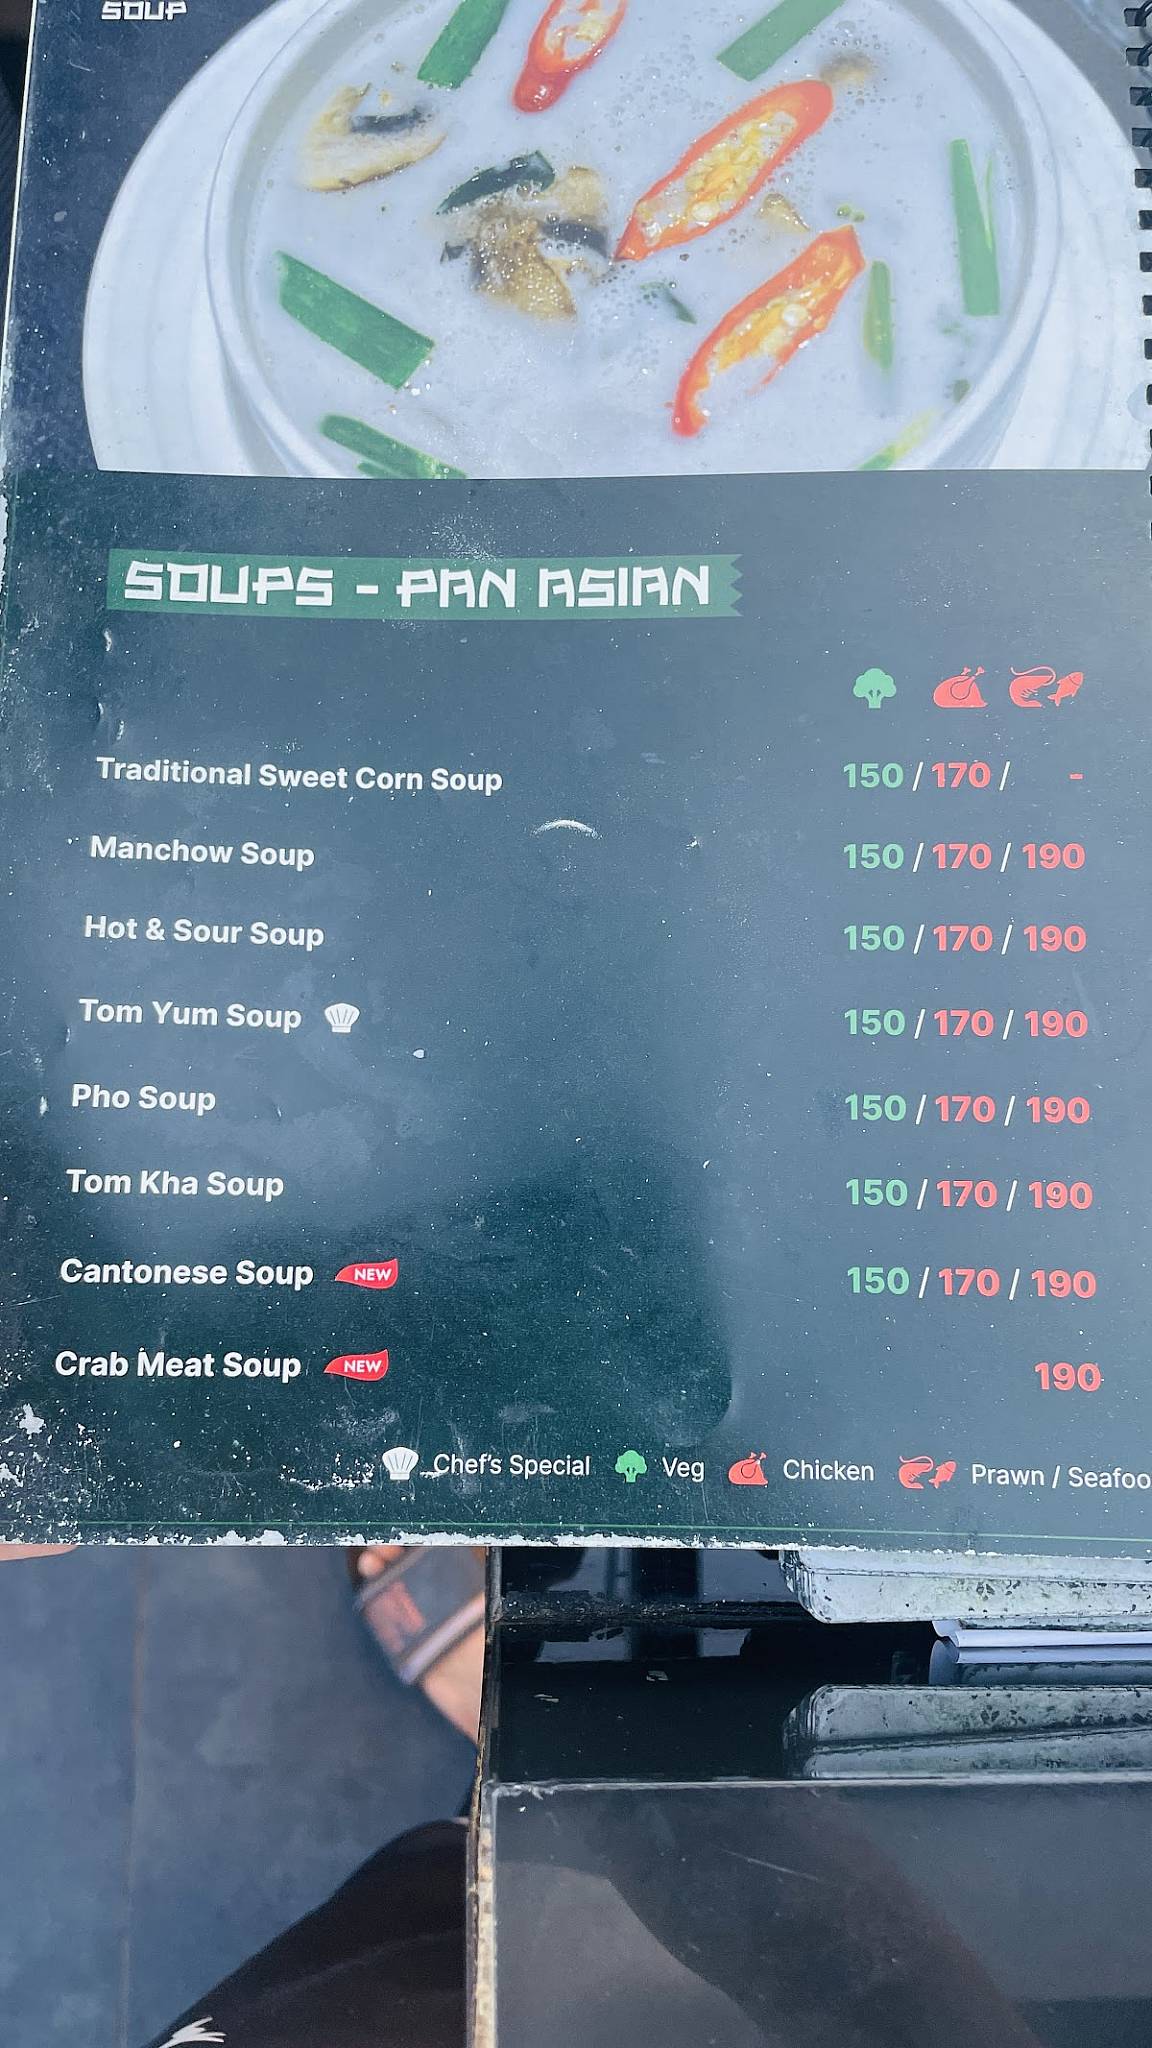 SOUP
SOUPS - PAN ASIAN
Traditional Sweet Corn Soup 150 / 170 / -
Manchow Soup 150 / 170 / 190
Hot & Sour Soup 150 / 170 / 190
Tom Yum Soup 150 / 170 / 190
Pho Soup 150 / 170 / 190
Tom Kha Soup 150 / 170 / 190
Cantonese Soup NEW 150 / 170 / 190
Crab Meat Soup NEW 190
Chef's Special Veg Chicken Prawn / Seafoo